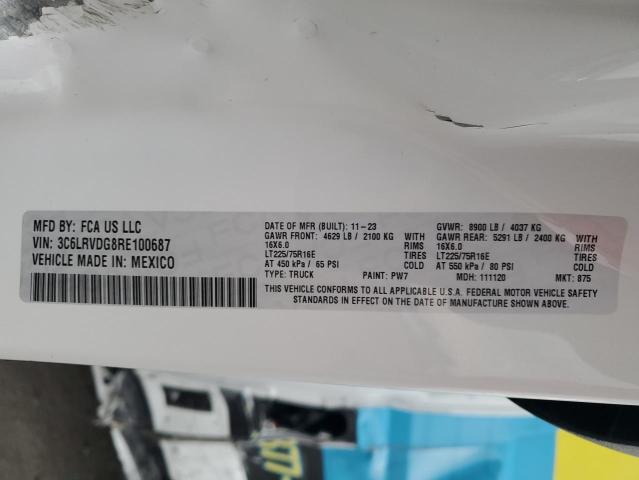 MFD BY: FCA US LLC
VIN: 3C6LRVDG8RE100687
VEHICLE MADE IN: MEXICO
DATE OF MFR (BUILT): 11-23
GAWR FRONT: 4629 LB / 2100 KG WITH
16X6.0 RIMS
LT225/75R16E TIRES
AT 450 kPa / 65 PSI COLD
TYPE: TRUCK PAINT: PW7
GVWR: 8900 LB / 4037 KG
GAWR REAR: 5291 LB / 2400 KG WITH
16X6.0 RIMS
LT225/75R16E TIRES
AT 550 kPa / 80 PSI COLD
MDH: 111120 MKT: 875
THIS VEHICLE CONFORMS TO ALL APPLICABLE U.S.A. FEDERAL MOTOR VEHICLE SAFETY
STANDARDS IN EFFECT ON THE DATE OF MANUFACTURE SHOWN ABOVE.